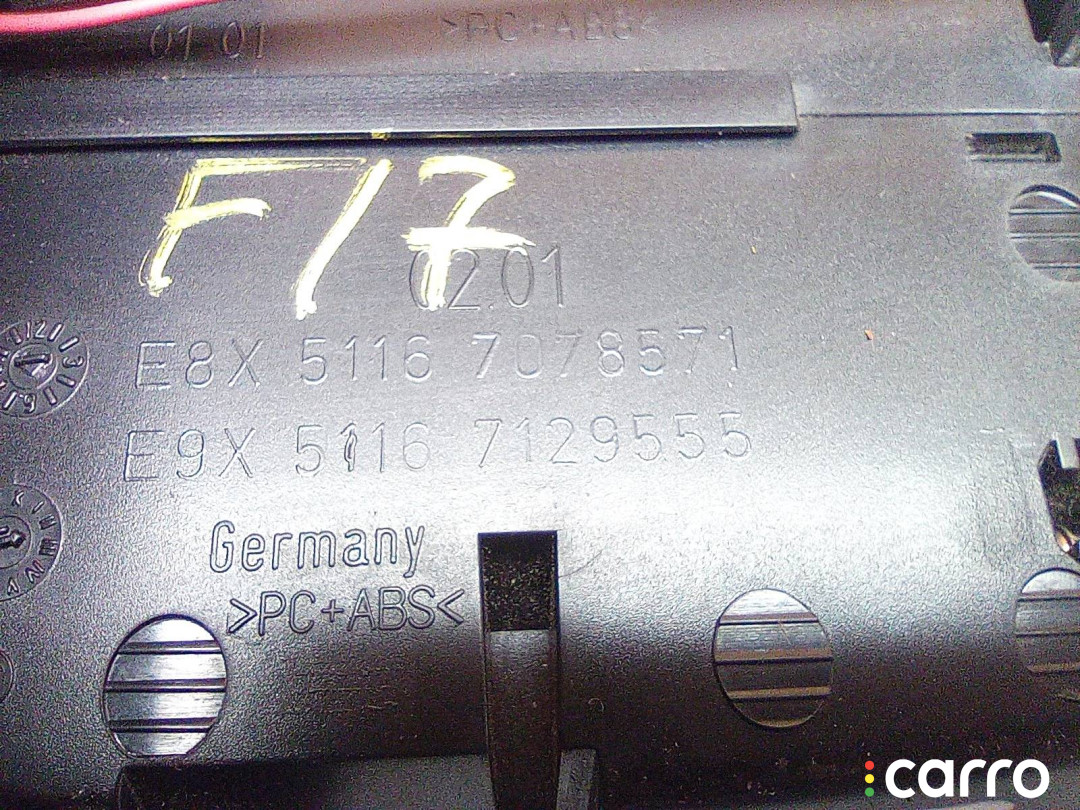 01 01
>PC+ABS<
F17
02.01
E8X 5116 7078571
E9X 5116 7129555
Germany
>PC+ABS<
carro